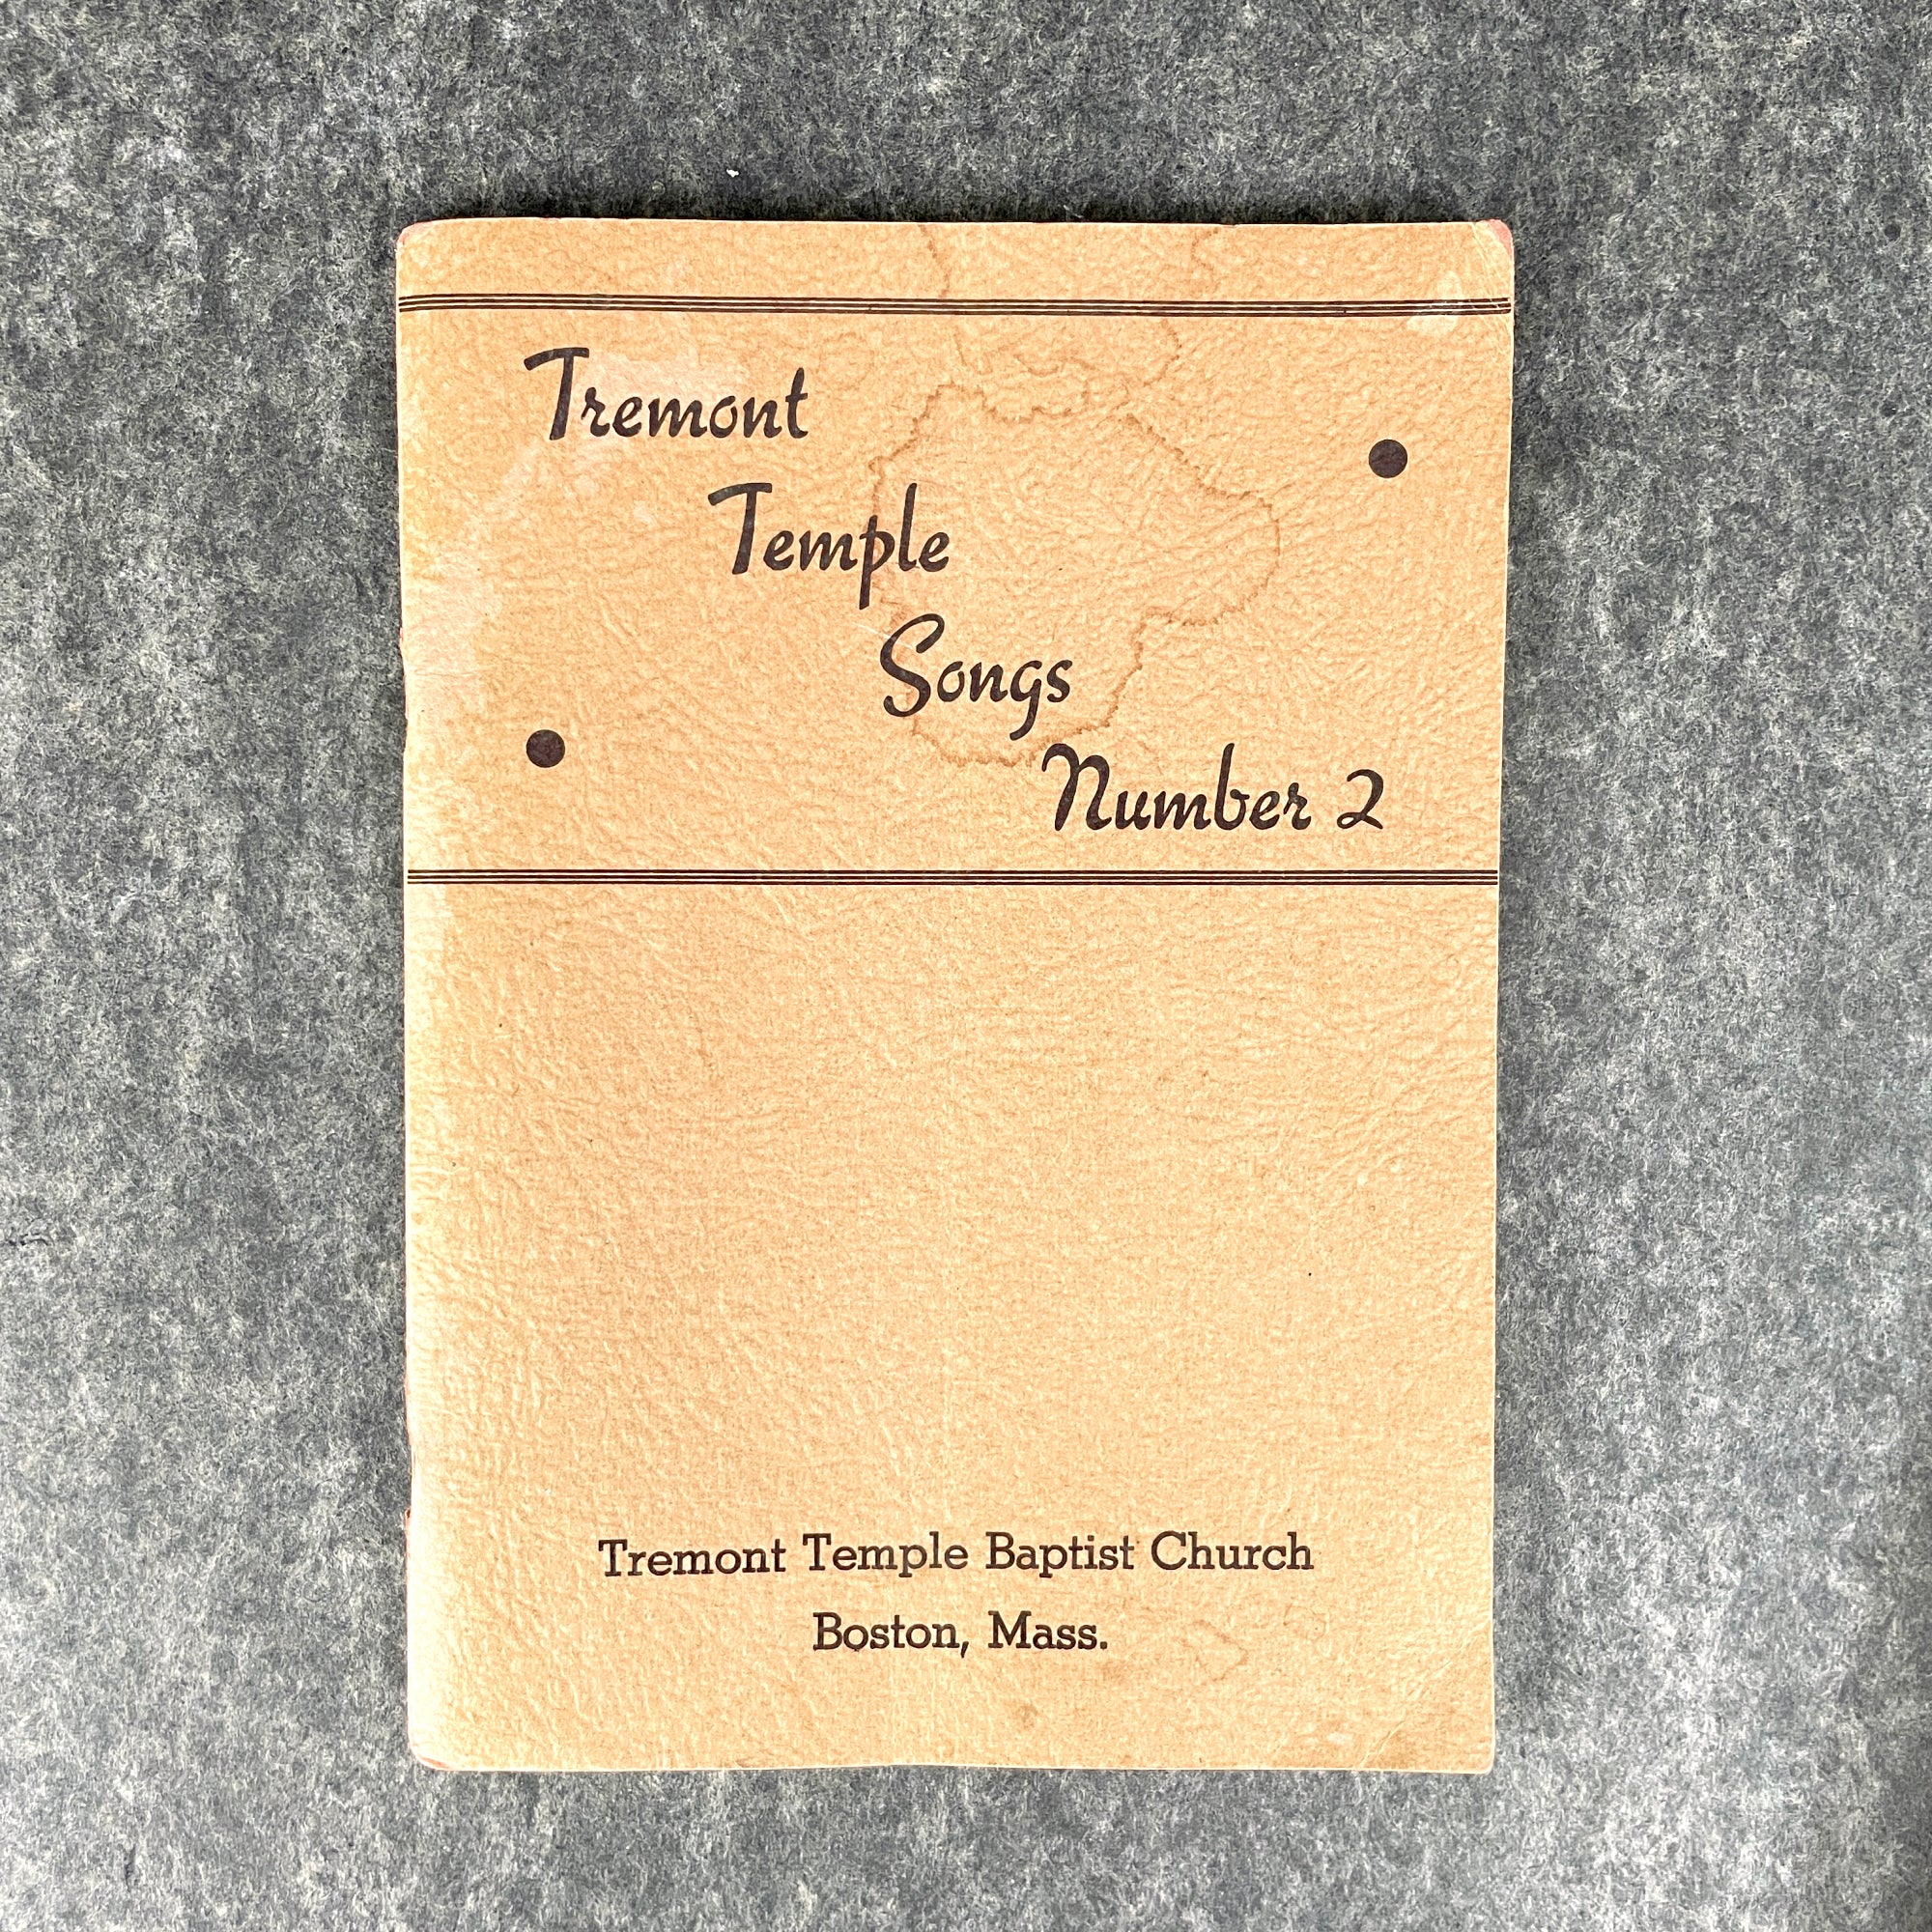 Tremont
Temple
Songs
Number 2
Tremont Temple Baptist Church
Boston, Mass.